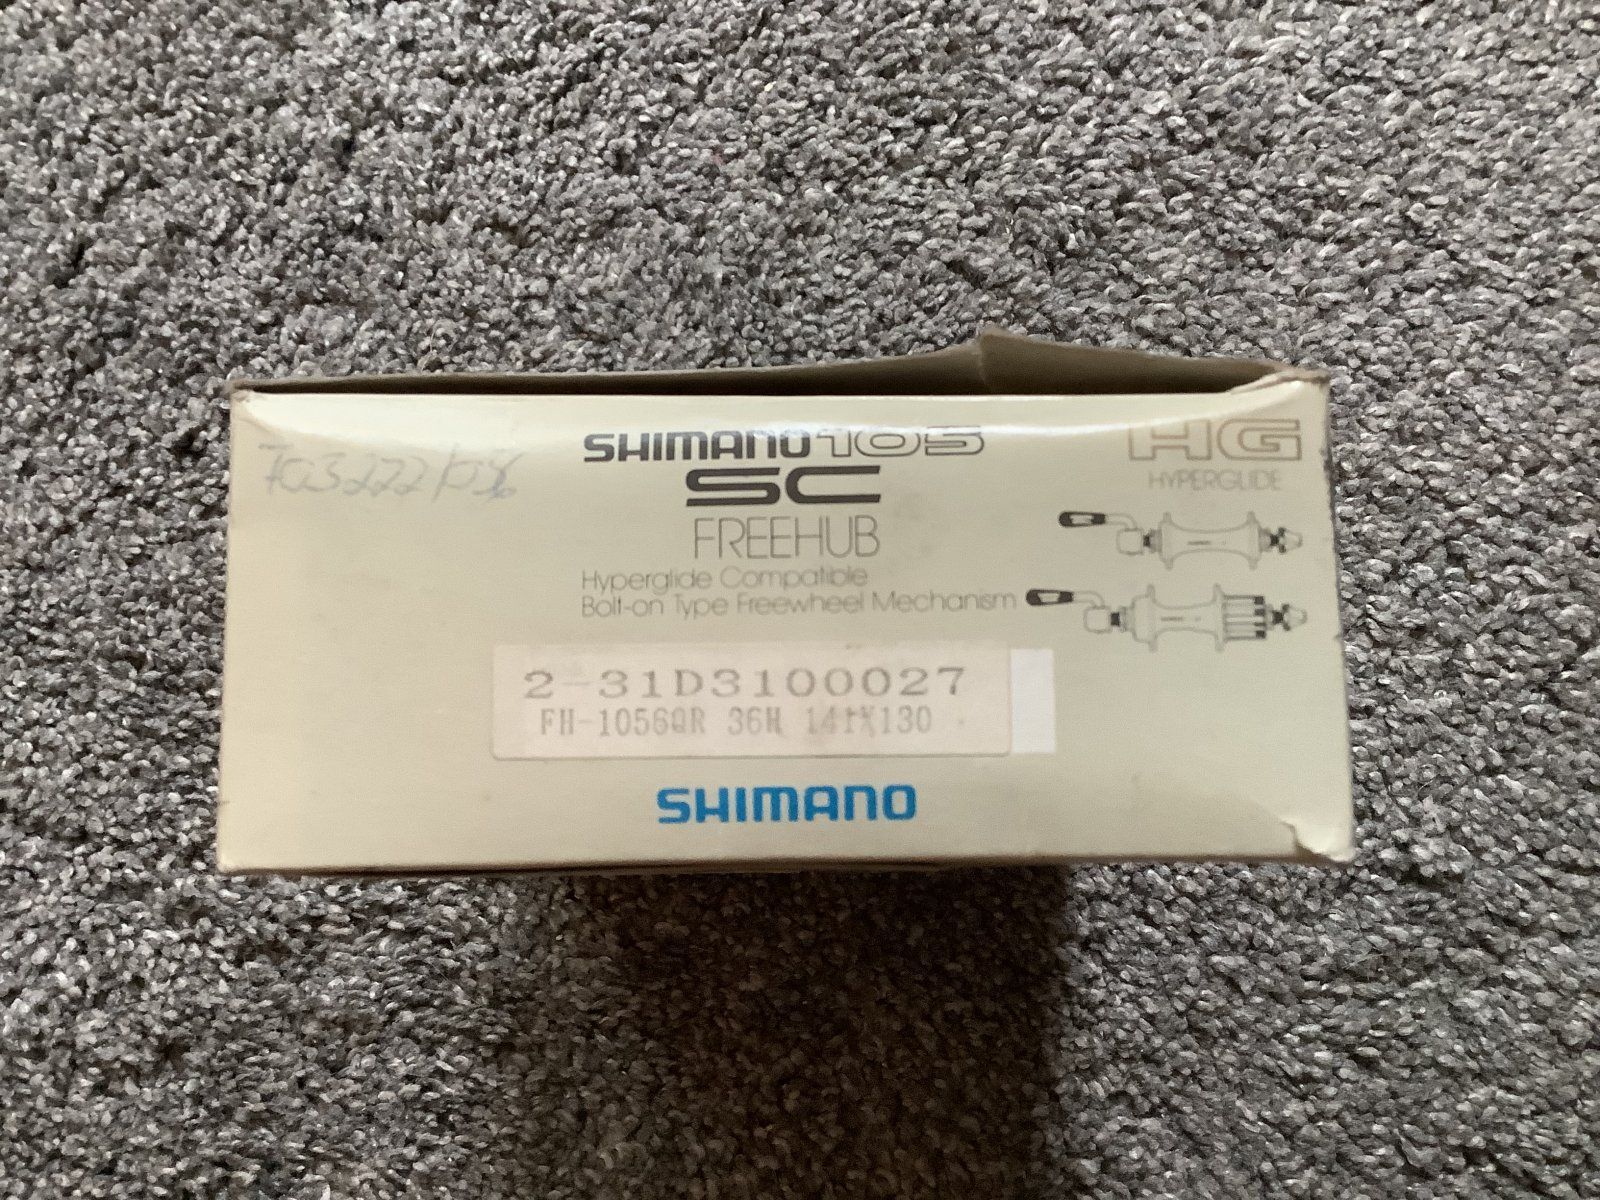 SHIMANO 105
SC
FREEHUB
Hyperglide Compatible
Bolt-on Type Freewheel Mechanism
HG
HYPERGLIDE
2-31D3100027
FH-1056QR 36H 141X130
SHIMANO